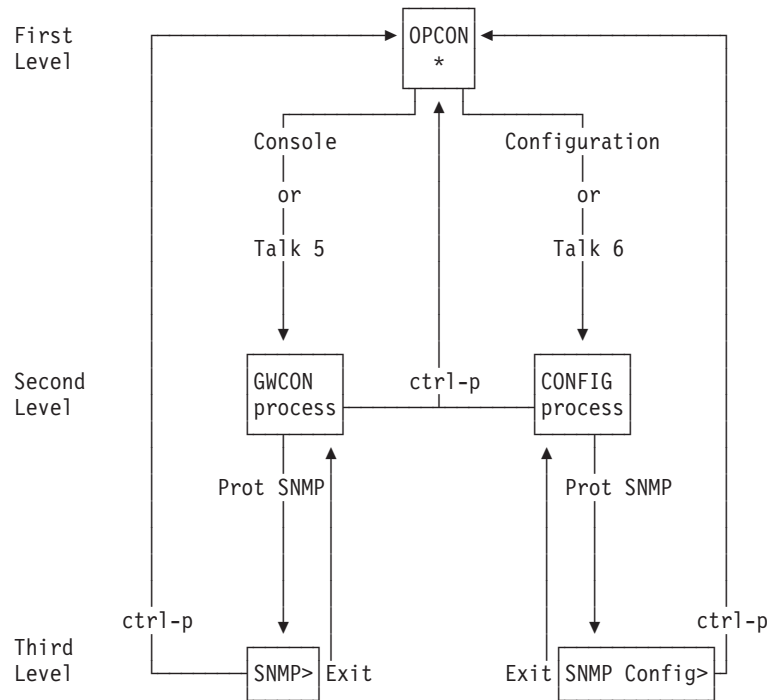 First
Level
OPCON
*
Console
Configuration
or
or
Talk 5
Talk 6
Second
Level
GWCON
process
ctrl-p
CONFIG
process
Prot SNMP
Prot SNMP
ctrl-p
ctrl-p
Third
Level
SNMP>
Exit
Exit
SNMP Config>